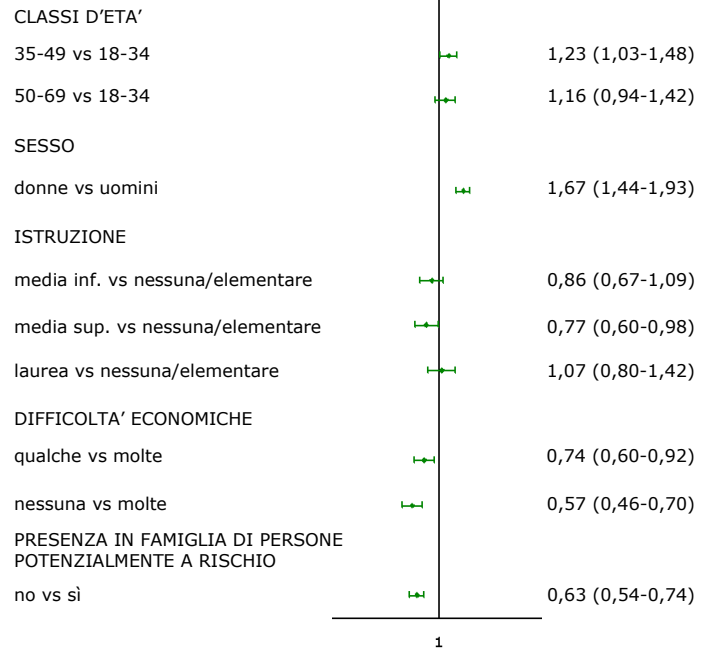 CLASSI D'ETA’
35-49 vs 18-34 1,23 (1,03-1,48)
50-69 vs 18-34 1,16 (0,94-1,42)
SESSO
donne vs uomini 1,67 (1,44-1,93)
ISTRUZIONE
media inf. vs nessuna/elementare 0,86 (0,67-1,09)
media sup. vs nessuna/elementare 0,77 (0,60-0,98)
laurea vs nessuna/elementare 1,07 (0,80-1,42)
DIFFICOLTA’ ECONOMICHE
qualche vs molte 0,74 (0,60-0,92)
nessuna vs molte 0,57 (0,46-0,70)
PRESENZA IN FAMIGLIA DI PERSONE
POTENZIALMENTE A RISCHIO
no vs sì 0,63 (0,54-0,74)
1